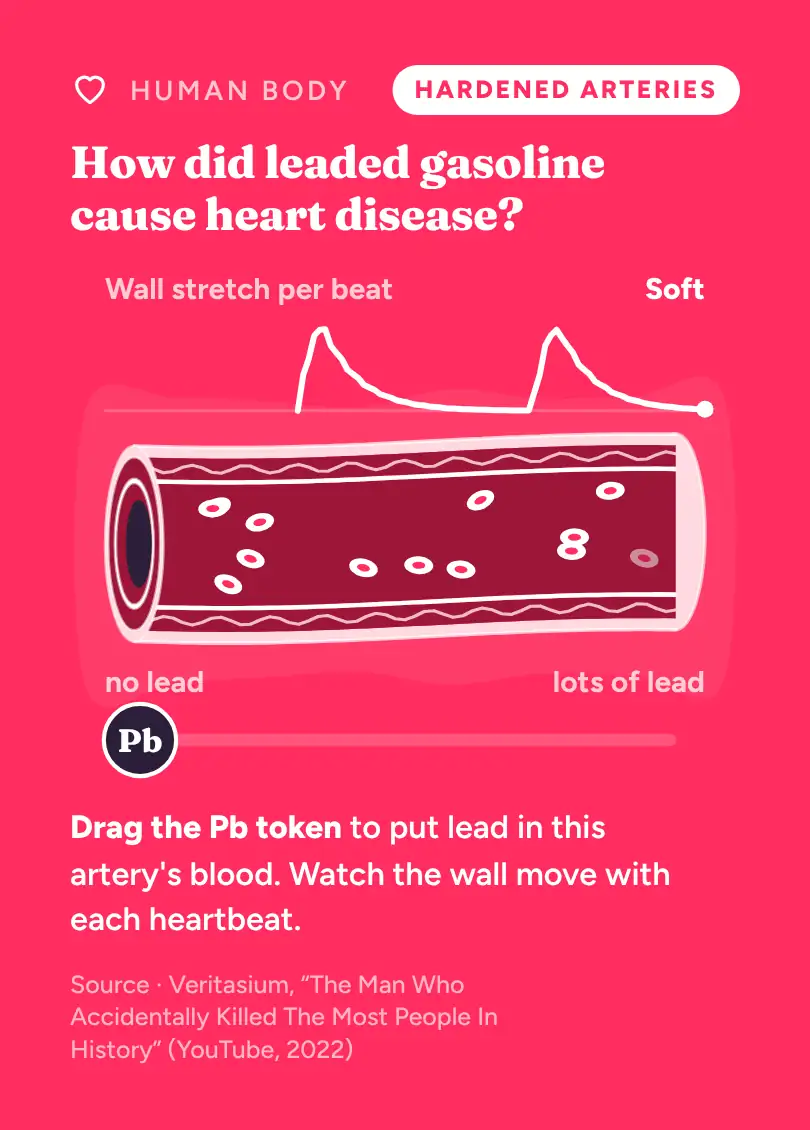 HUMAN BODY
HARDENED ARTERIES
How did leaded gasoline
cause heart disease?
Wall stretch per beat
Soft
no lead
lots of lead
Pb
Drag the Pb token to put lead in this
artery's blood. Watch the wall move with
each heartbeat.
Source · Veritasium, “The Man Who
Accidentally Killed The Most People In
History” (YouTube, 2022)